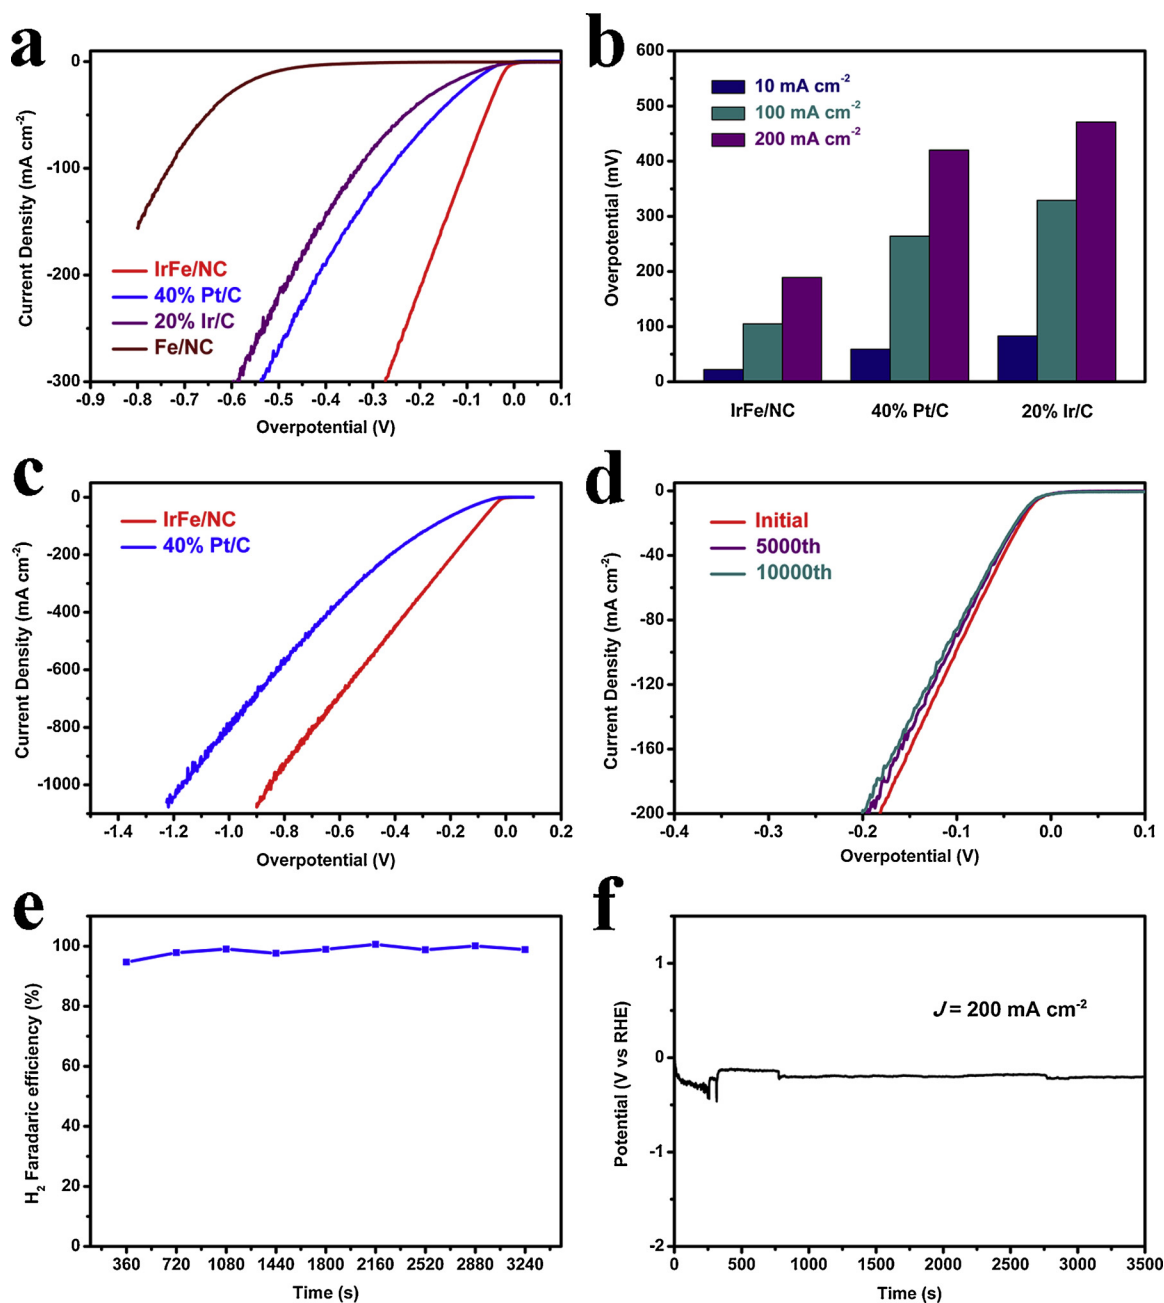 a
0
-100
-200
-300
-0.9 -0.8 -0.7 -0.6 -0.5 -0.4 -0.3 -0.2 -0.1 0.0 0.1
Current Density (mA cm-2)
Overpotential (V)
IrFe/NC
40% Pt/C
20% Ir/C
Fe/NC
b
600
500
400
300
200
100
0
Overpotential (mV)
10 mA cm-2
100 mA cm-2
200 mA cm-2
IrFe/NC 40% Pt/C 20% Ir/C
c
0
-200
-400
-600
-800
-1000
-1.4 -1.2 -1.0 -0.8 -0.6 -0.4 -0.2 0.0 0.2
Current Density (mA cm-2)
Overpotential (V)
IrFe/NC
40% Pt/C
d
0
-40
-80
-120
-160
-200
-0.4 -0.3 -0.2 -0.1 0.0 0.1
Current Density (mA cm-2)
Overpotential (V)
Initial
5000th
10000th
e
100
80
60
40
20
0
360 720 1080 1440 1800 2160 2520 2880 3240
H2 Faradaric efficiency (%)
Time (s)
f
1
0
-1
-2
0 500 1000 1500 2000 2500 3000 3500
Potential (V vs RHE)
Time (s)
J = 200 mA cm-2